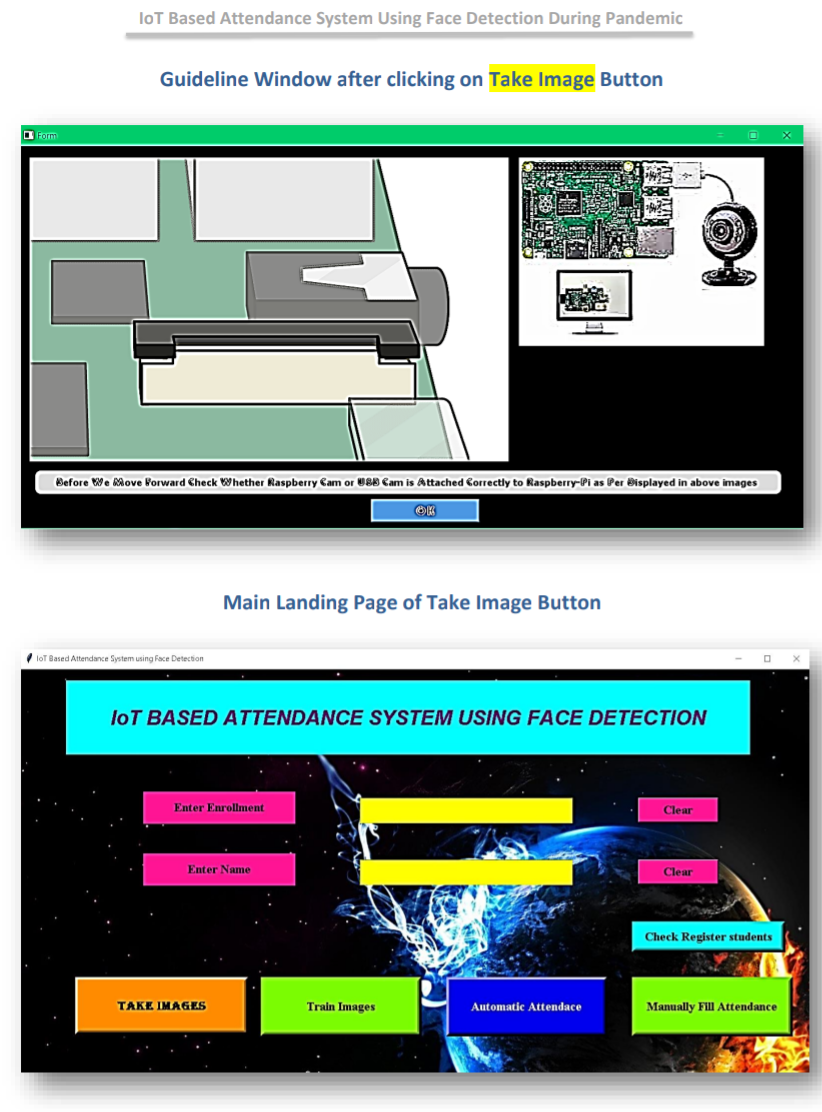 IoT Based Attendance System Using Face Detection During Pandemic
Guideline Window after clicking on Take Image Button
Form
Before We Move Forward Check Whether Raspberry Cam or USB Cam is Attached Correctly to Raspberry-Pi as Per Displayed in above images
OK
Main Landing Page of Take Image Button
IoT Based Attendance System using Face Detection
IoT BASED ATTENDANCE SYSTEM USING FACE DETECTION
Enter Enrollment
Clear
Enter Name
Clear
Check Register students
TAKE IMAGES
Train Images
Automatic Attendace
Manually Fill Attendance